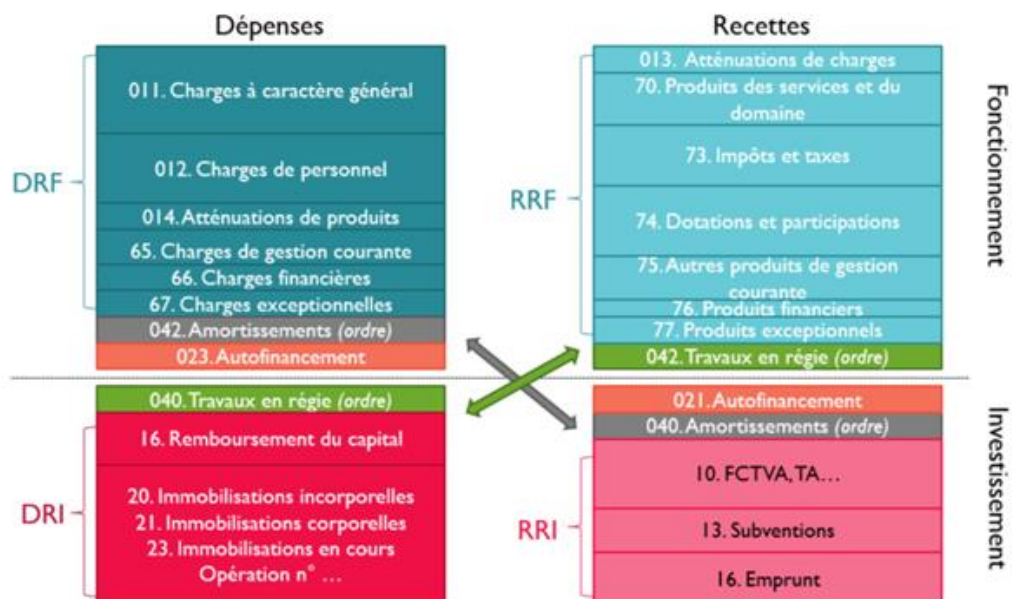 Dépenses
011. Charges à caractère général
012. Charges de personnel
014. Atténuations de produits
65. Charges de gestion courante
66. Charges financières
67. Charges exceptionnelles
042. Amortissements (ordre)
023. Autofinancement
DRF
Recettes
013. Atténuations de charges
70. Produits des services et du
domaine
73. Impôts et taxes
74. Dotations et participations
75. Autres produits de gestion
courante
76. Produits financiers
77. Produits exceptionnels
042. Travaux en régie (ordre)
RRF
Fonctionnement
040. Travaux en régie (ordre)
16. Remboursement du capital
20. Immobilisations incorporelles
21. Immobilisations corporelles
23. Immobilisations en cours
Opération n° ...
DRI
021. Autofinancement
040. Amortissements (ordre)
10. FCTVA, TA...
13. Subventions
16. Emprunt
RRI
Investissement